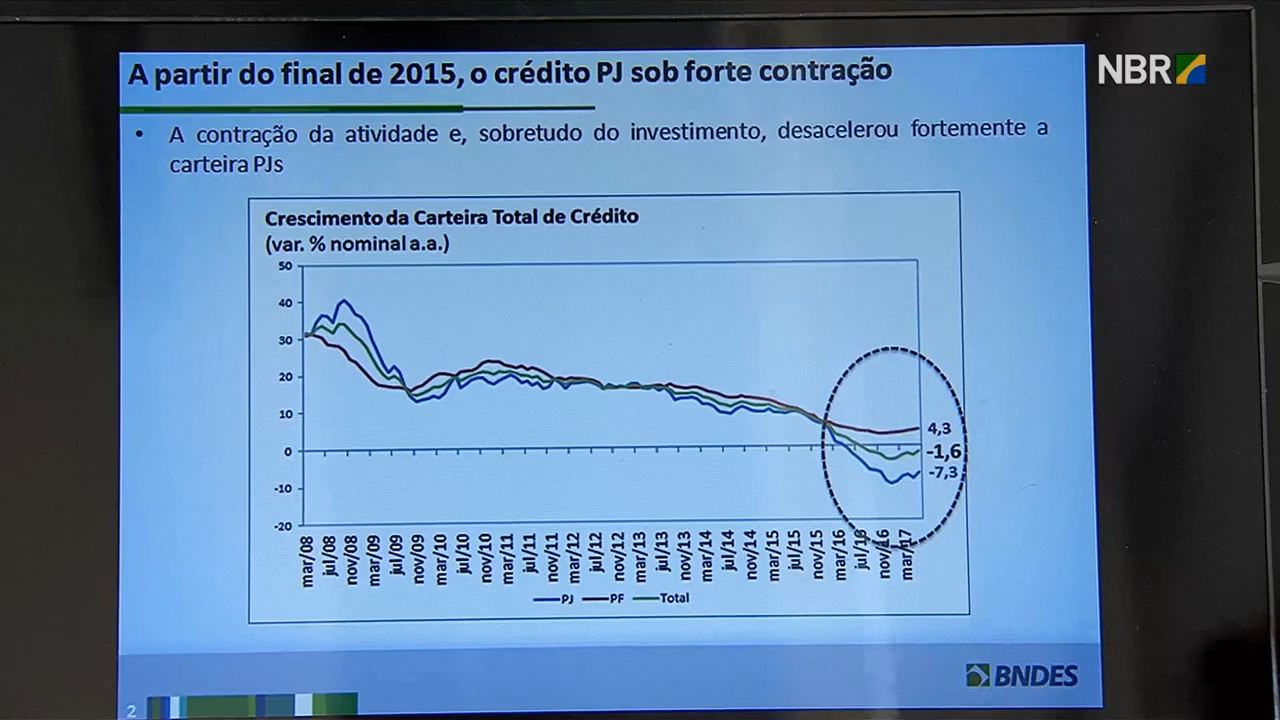 NBR
A partir do final de 2015, o crédito PJ sob forte contração
• A contração da atividade e, sobretudo do investimento, desacelerou fortemente a
carteira PJs
Crescimento da Carteira Total de Crédito
(var. % nominal a.a.)
50
40
30
20
10
0
-10
-20
4,3
-1,6
-7,3
mar/08
jul/08
nov/08
mar/09
jul/09
nov/09
mar/10
jul/10
nov/10
mar/11
jul/11
nov/11
mar/12
jul/12
nov/12
mar/13
jul/13
nov/13
mar/14
jul/14
nov/14
mar/15
jul/15
nov/15
mar/16
jul/16
nov/16
mar/17
PJ PF Total
BNDES
2